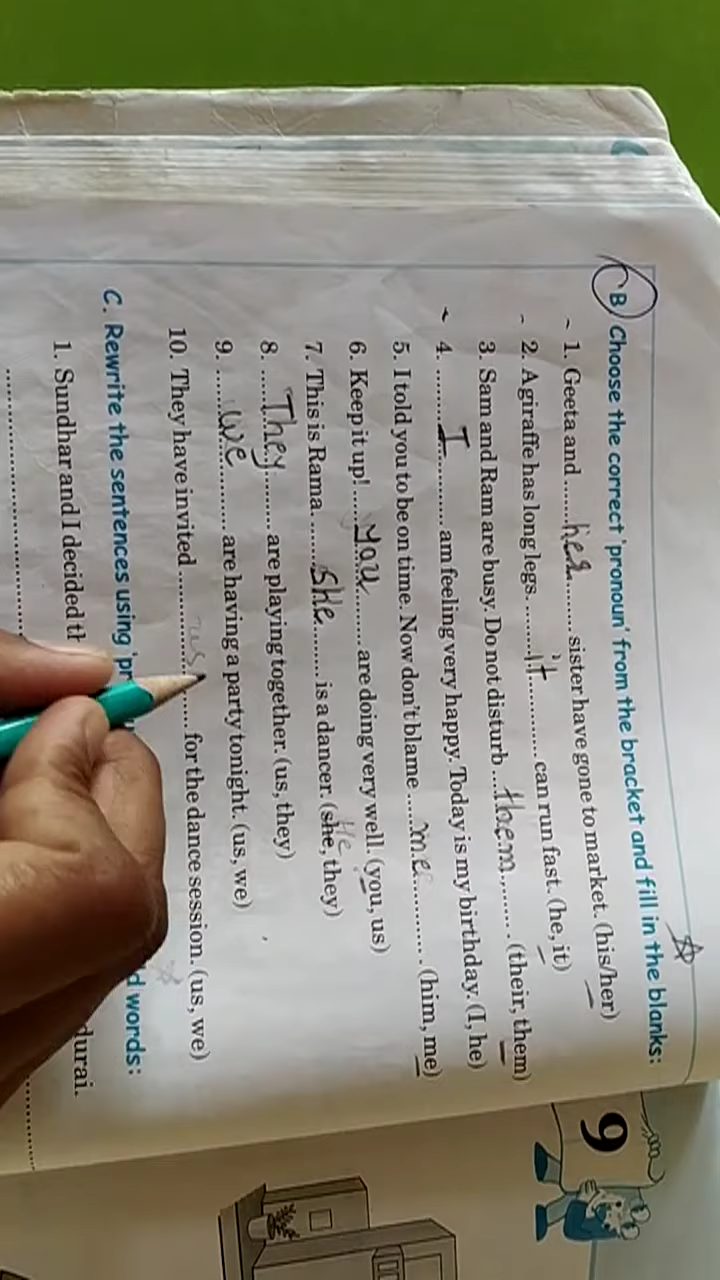 B Choose the correct 'pronoun' from the bracket and fill in the blanks:
1. Geeta and ......her........ sister have gone to market. (his/her)
2. A giraffe has long legs. ......it............ can run fast. (he, it)
3. Sam and Ram are busy. Do not disturb ...them......... . (their, them)
4. ..........I............ am feeling very happy. Today is my birthday. (I, he)
5. I told you to be on time. Now don't blame ......me............ . (him, me)
6. Keep it up! .....you....... are doing very well. (you, us)
7. This is Rama. ......She....... is a dancer. (she, they)
He
8. .....They......... are playing together. (us, they)
9. ......we............ are having a party tonight. (us, we)
10. They have invited ..........us.......... for the dance session. (us, we)
C. Rewrite the sentences using
d words:
1. Sundhar and I decided
durai.
9